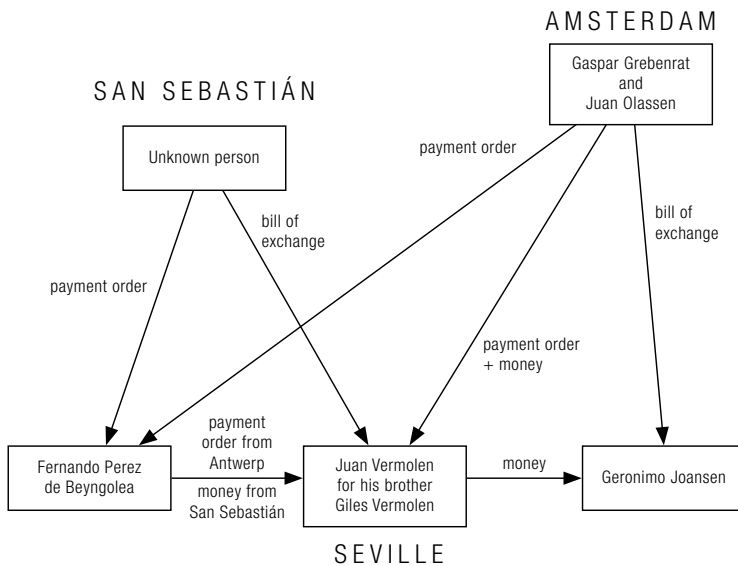 AMSTERDAM
Gaspar Grebenrat
and
Juan Olassen
SAN SEBASTIÁN
Unknown person
payment order
bill of
exchange
bill of
exchange
payment order
payment order
+ money
payment
order from
Antwerp
money from
San Sebastián
Fernando Perez
de Beyngolea
Juan Vermolen
for his brother
Giles Vermolen
money
Geronimo Joansen
SEVILLE